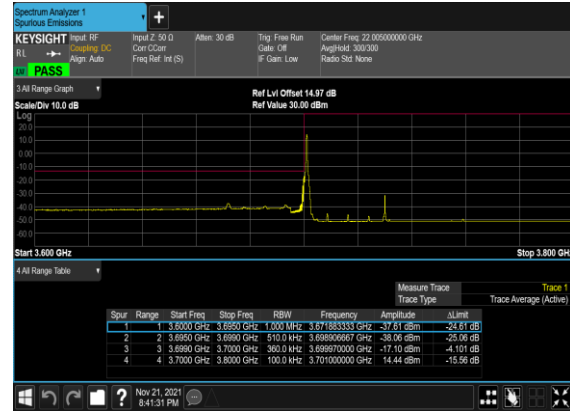 Spectrum Analyzer 1
Spurious Emissions
+
KEYSIGHT Input: RF Input Z: 50 Ω Atten: 30 dB Trig: Free Run Center Freq: 22.005000000 GHz
RL Coupling: DC Corr CCorr Gate: Off Avg|Hold: 300/300
Align: Auto Freq Ref: Int (S) IF Gain: Low Radio Std: None
PASS
3 All Range Graph
Ref Lvl Offset 14.97 dB
Scale/Div 10.0 dB Ref Value 30.00 dBm
Log
20.0
10.0
0.00
-10.0
-20.0
-30.0
-40.0
-50.0
-60.0
Start 3.600 GHz Stop 3.800 GHz
4 All Range Table
Measure Trace Trace 1
Trace Type Trace Average (Active)
Spur Range Start Freq Stop Freq RBW Frequency Amplitude ΔLimit
1 1 3.6000 GHz 3.6950 GHz 1.000 MHz 3.671883333 GHz -37.61 dBm -24.61 dB
2 2 3.6950 GHz 3.6990 GHz 510.0 kHz 3.698906667 GHz -38.06 dBm -25.06 dB
3 3 3.6990 GHz 3.7000 GHz 360.0 kHz 3.699970000 GHz -17.10 dBm -4.101 dB
4 4 3.7000 GHz 3.8000 GHz 100.0 kHz 3.701000000 GHz 14.44 dBm -15.56 dB
? Nov 21, 2021
8:41:31 PM